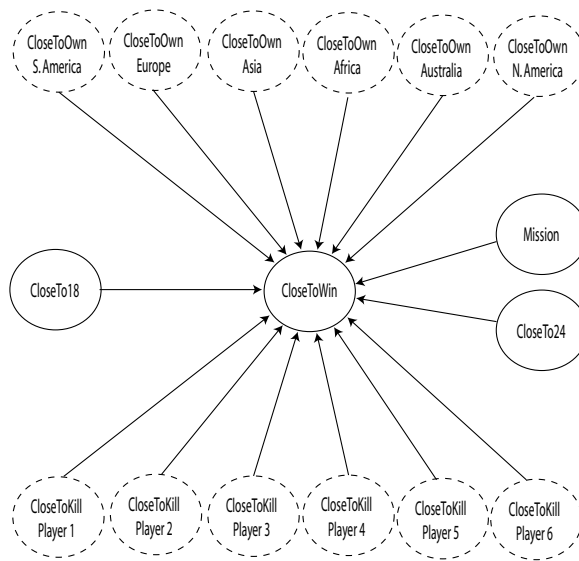 CloseToOwn
S. America
CloseToOwn
Europe
CloseToOwn
Asia
CloseToOwn
Africa
CloseToOwn
Australia
CloseToOwn
N. America
Mission
CloseTo18
CloseToWin
CloseTo24
CloseToKill
Player 1
CloseToKill
Player 2
CloseToKill
Player 3
CloseToKill
Player 4
CloseToKill
Player 5
CloseToKill
Player 6